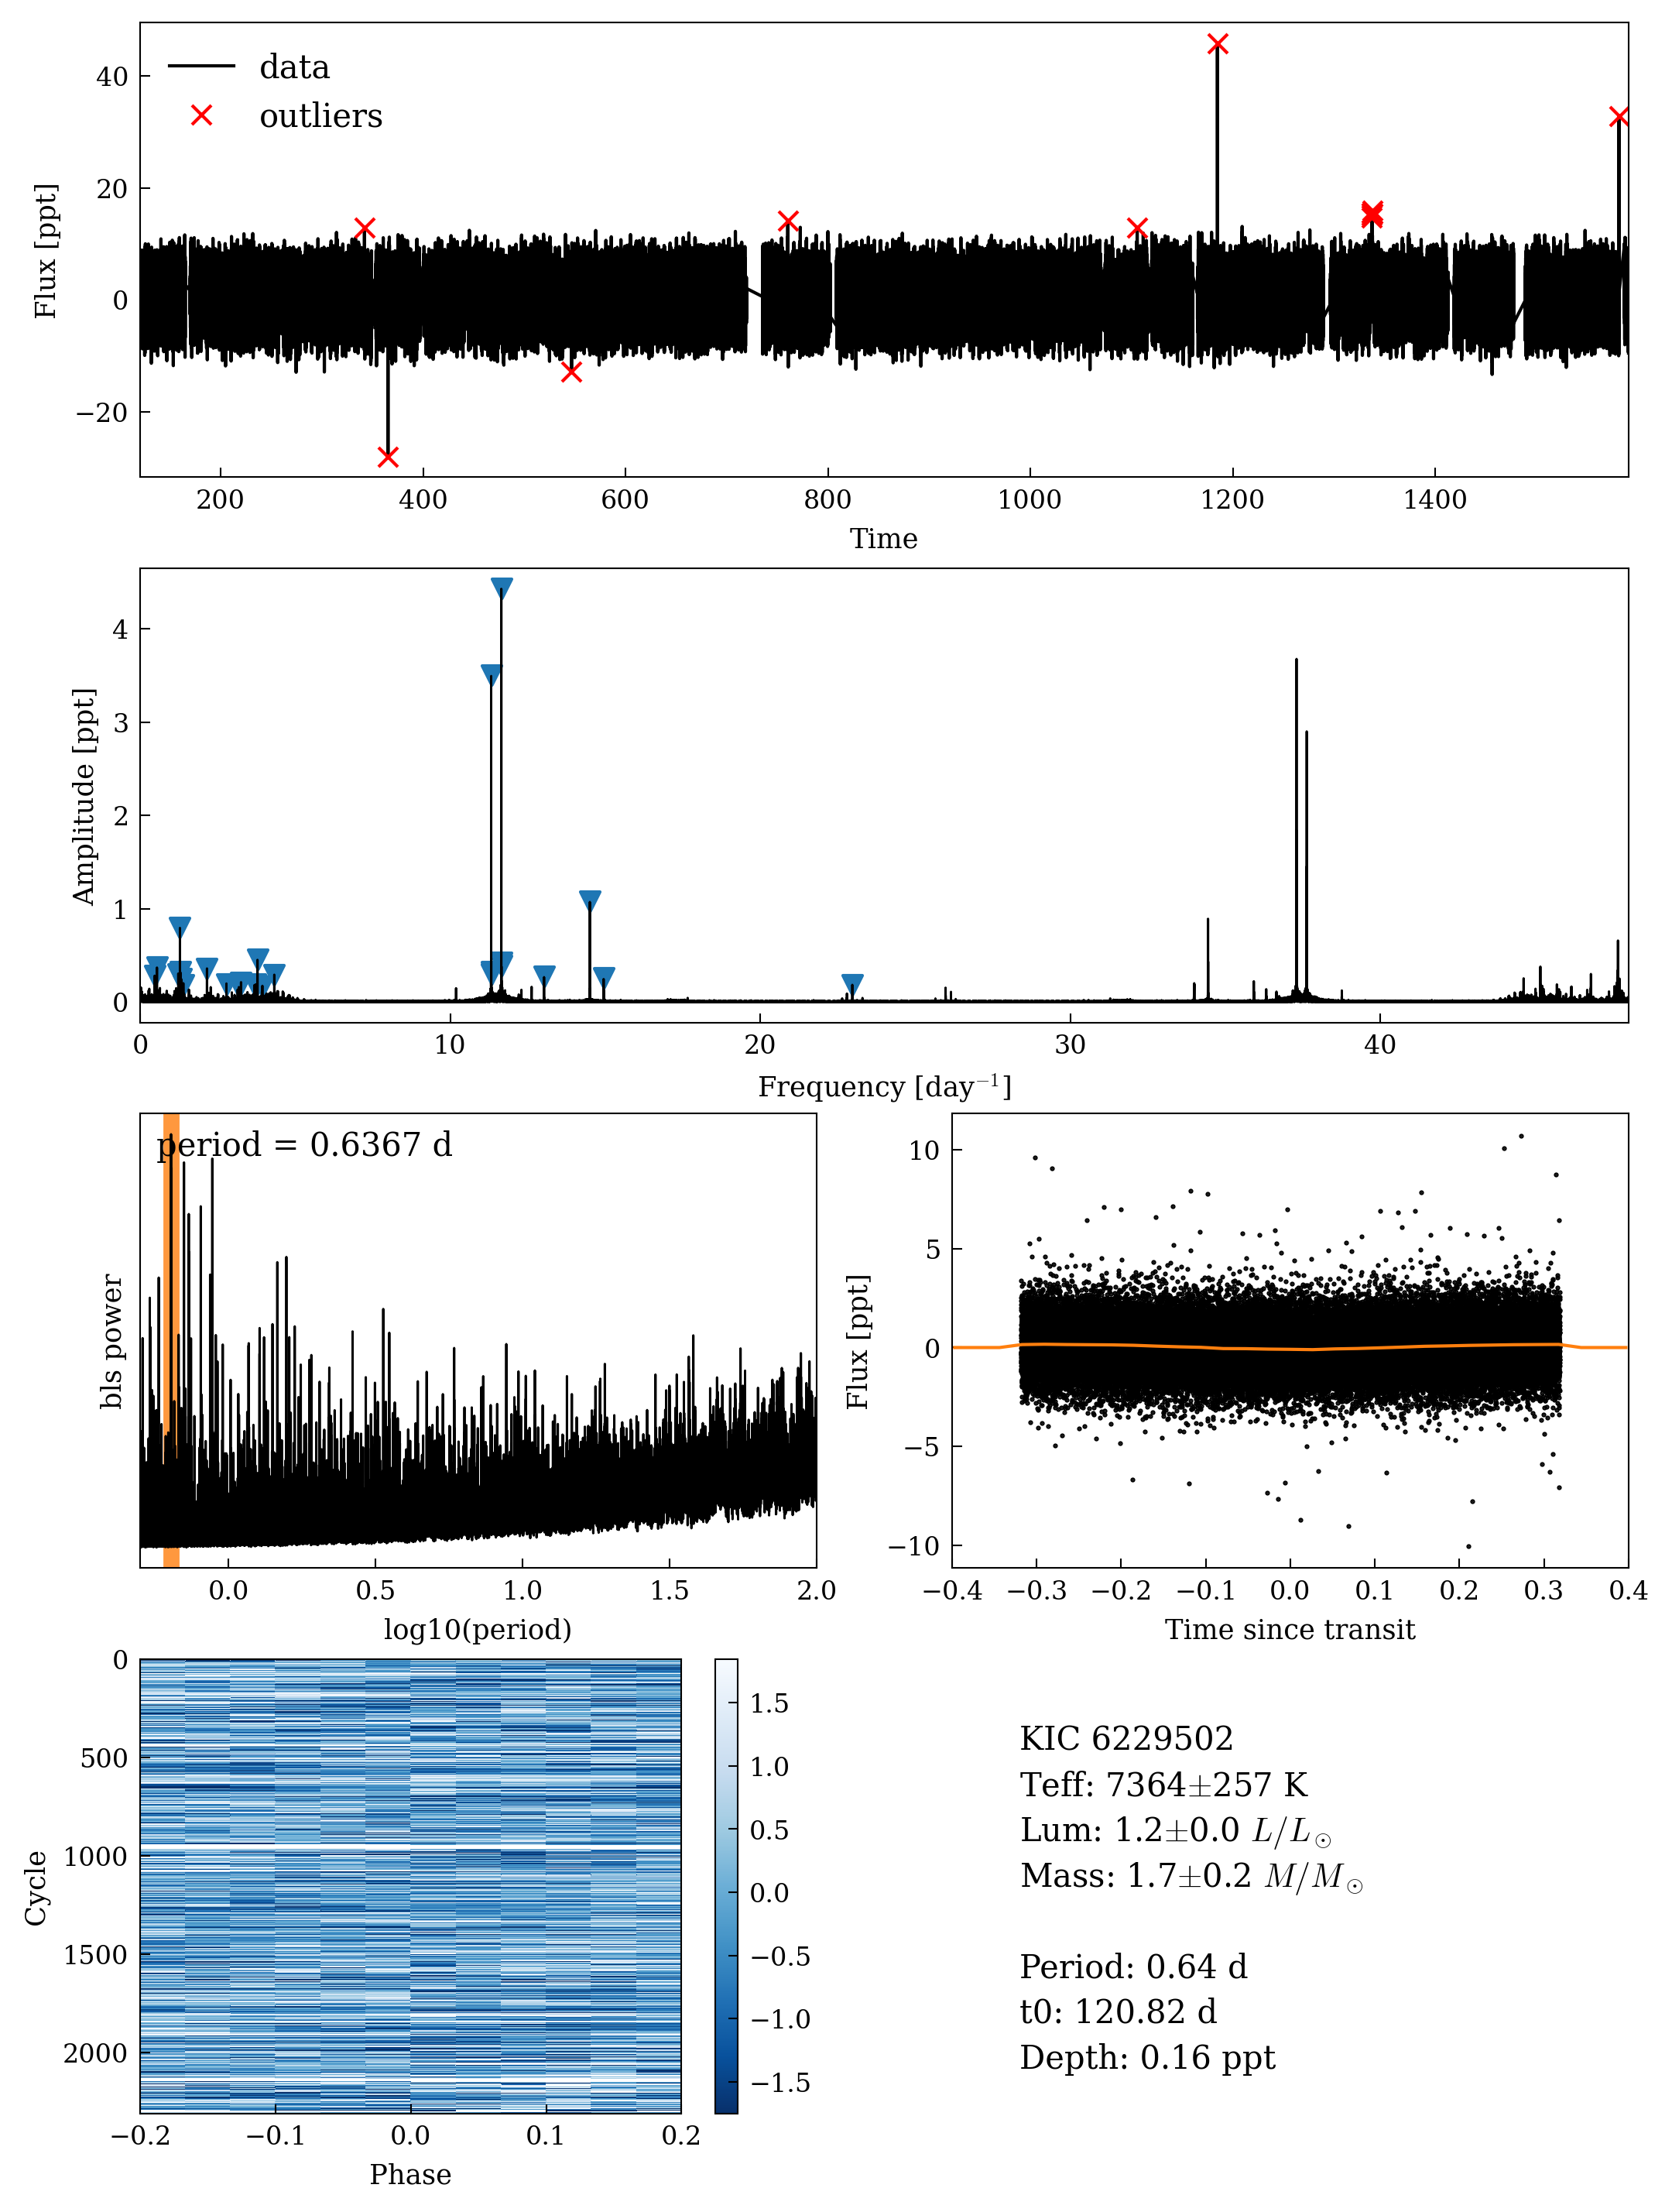 data
outliers
40
20
0
−20
Flux [ppt]
200
400
600
800
1000
1200
1400
Time
4
3
2
1
0
Amplitude [ppt]
0
10
20
30
40
Frequency [day⁻¹]
period = 0.6367 d
bls power
0.0
0.5
1.0
1.5
2.0
log10(period)
10
5
0
−5
−10
Flux [ppt]
−0.4
−0.3
−0.2
−0.1
0.0
0.1
0.2
0.3
0.4
Time since transit
0
500
1000
1500
2000
Cycle
−0.2
−0.1
0.0
0.1
0.2
Phase
1.5
1.0
0.5
0.0
−0.5
−1.0
−1.5
KIC 6229502
Teff: 7364±257 K
Lum: 1.2±0.0 L/L⊙
Mass: 1.7±0.2 M/M⊙
Period: 0.64 d
t0: 120.82 d
Depth: 0.16 ppt